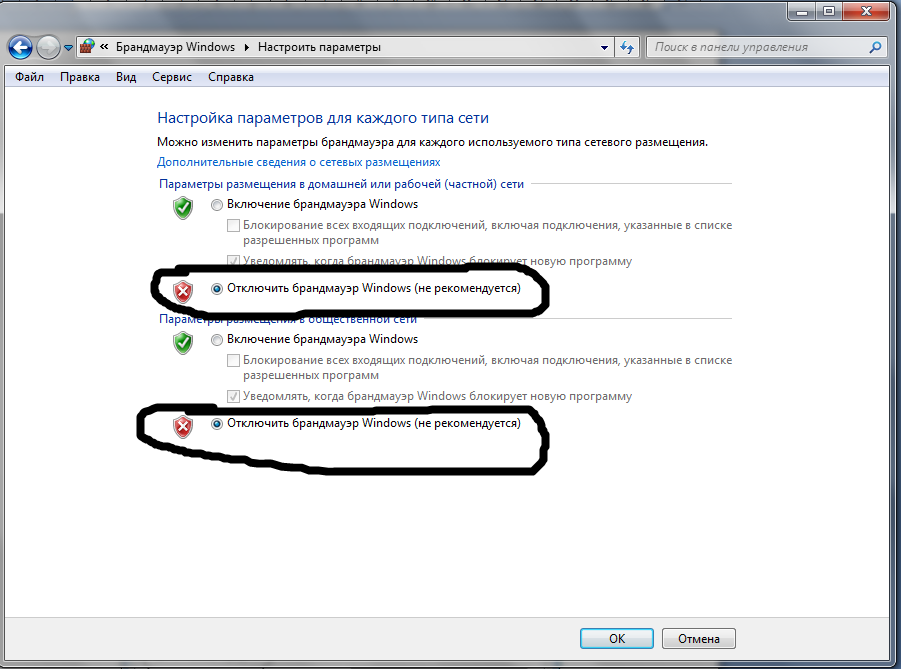 « Брандмауэр Windows ▸ Настроить параметры
Поиск в панели управления
Файл Правка Вид Сервис Справка
Настройка параметров для каждого типа сети
Можно изменить параметры брандмауэра для каждого используемого типа сетевого размещения.
Дополнительные сведения о сетевых размещениях
Параметры размещения в домашней или рабочей (частной) сети
Включение брандмауэра Windows
Блокирование всех входящих подключений, включая подключения, указанные в списке
разрешенных программ
Уведомлять, когда брандмауэр Windows блокирует новую программу
Отключить брандмауэр Windows (не рекомендуется)
Параметры размещения в общественной сети
Включение брандмауэра Windows
Блокирование всех входящих подключений, включая подключения, указанные в списке
разрешенных программ
Уведомлять, когда брандмауэр Windows блокирует новую программу
Отключить брандмауэр Windows (не рекомендуется)
OK Отмена